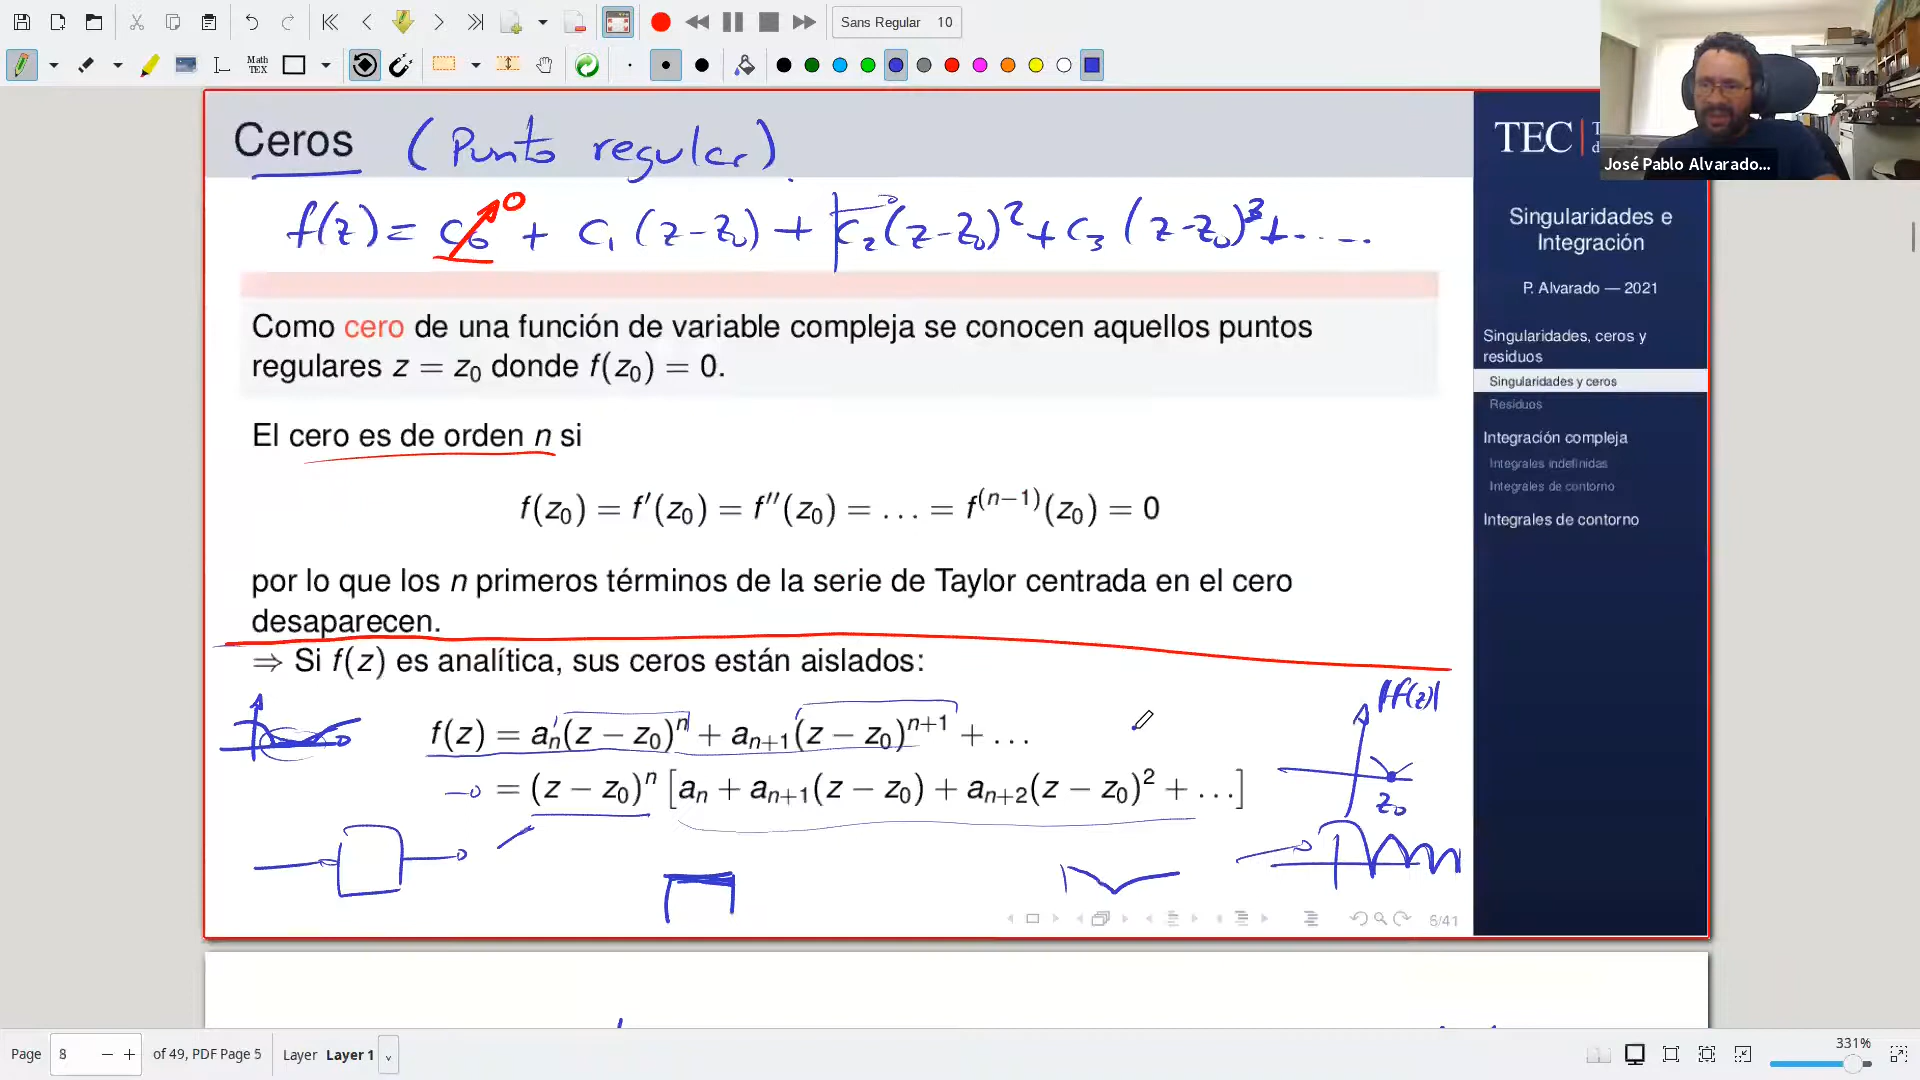 Sans Regular 10
Math
TEX
José Pablo Alvarado...
Ceros (Punto regular)
TEC
f(z) = c₀ → 0 + c₁ (z-z₀) + c₂(z-z₀)² + c₃ (z-z₀)³+.....
Como cero de una función de variable compleja se conocen aquellos puntos
regulares z = z₀ donde f(z₀) = 0.
El cero es de orden n si
f(z₀) = f′(z₀) = f′′(z₀) = ... = f⁽ⁿ⁻¹⁾(z₀) = 0
por lo que los n primeros términos de la serie de Taylor centrada en el cero
desaparecen.
⇒ Si f(z) es analítica, sus ceros están aislados:
f(z) = aₙ(z − z₀)ⁿ + aₙ₊₁(z − z₀)ⁿ⁺¹ + ...
= (z − z₀)ⁿ [aₙ + aₙ₊₁(z − z₀) + aₙ₊₂(z − z₀)² + ...]
|f(z)|
z₀
Singularidades e
Integración
P. Alvarado — 2021
Singularidades, ceros y
residuos
Singularidades y ceros
Residuos
Integración compleja
Integrales indefinidas
Integrales de contorno
Integrales de contorno
/41
Page 8 of 49, PDF Page 5 Layer Layer 1
331%